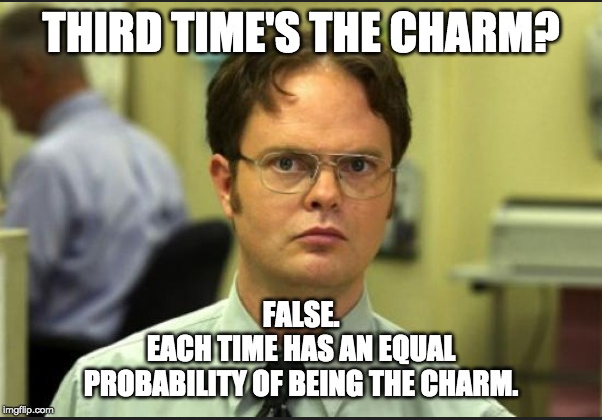 THIRD TIME'S THE CHARM?
FALSE.
EACH TIME HAS AN EQUAL
PROBABILITY OF BEING THE CHARM.
imgflip.com